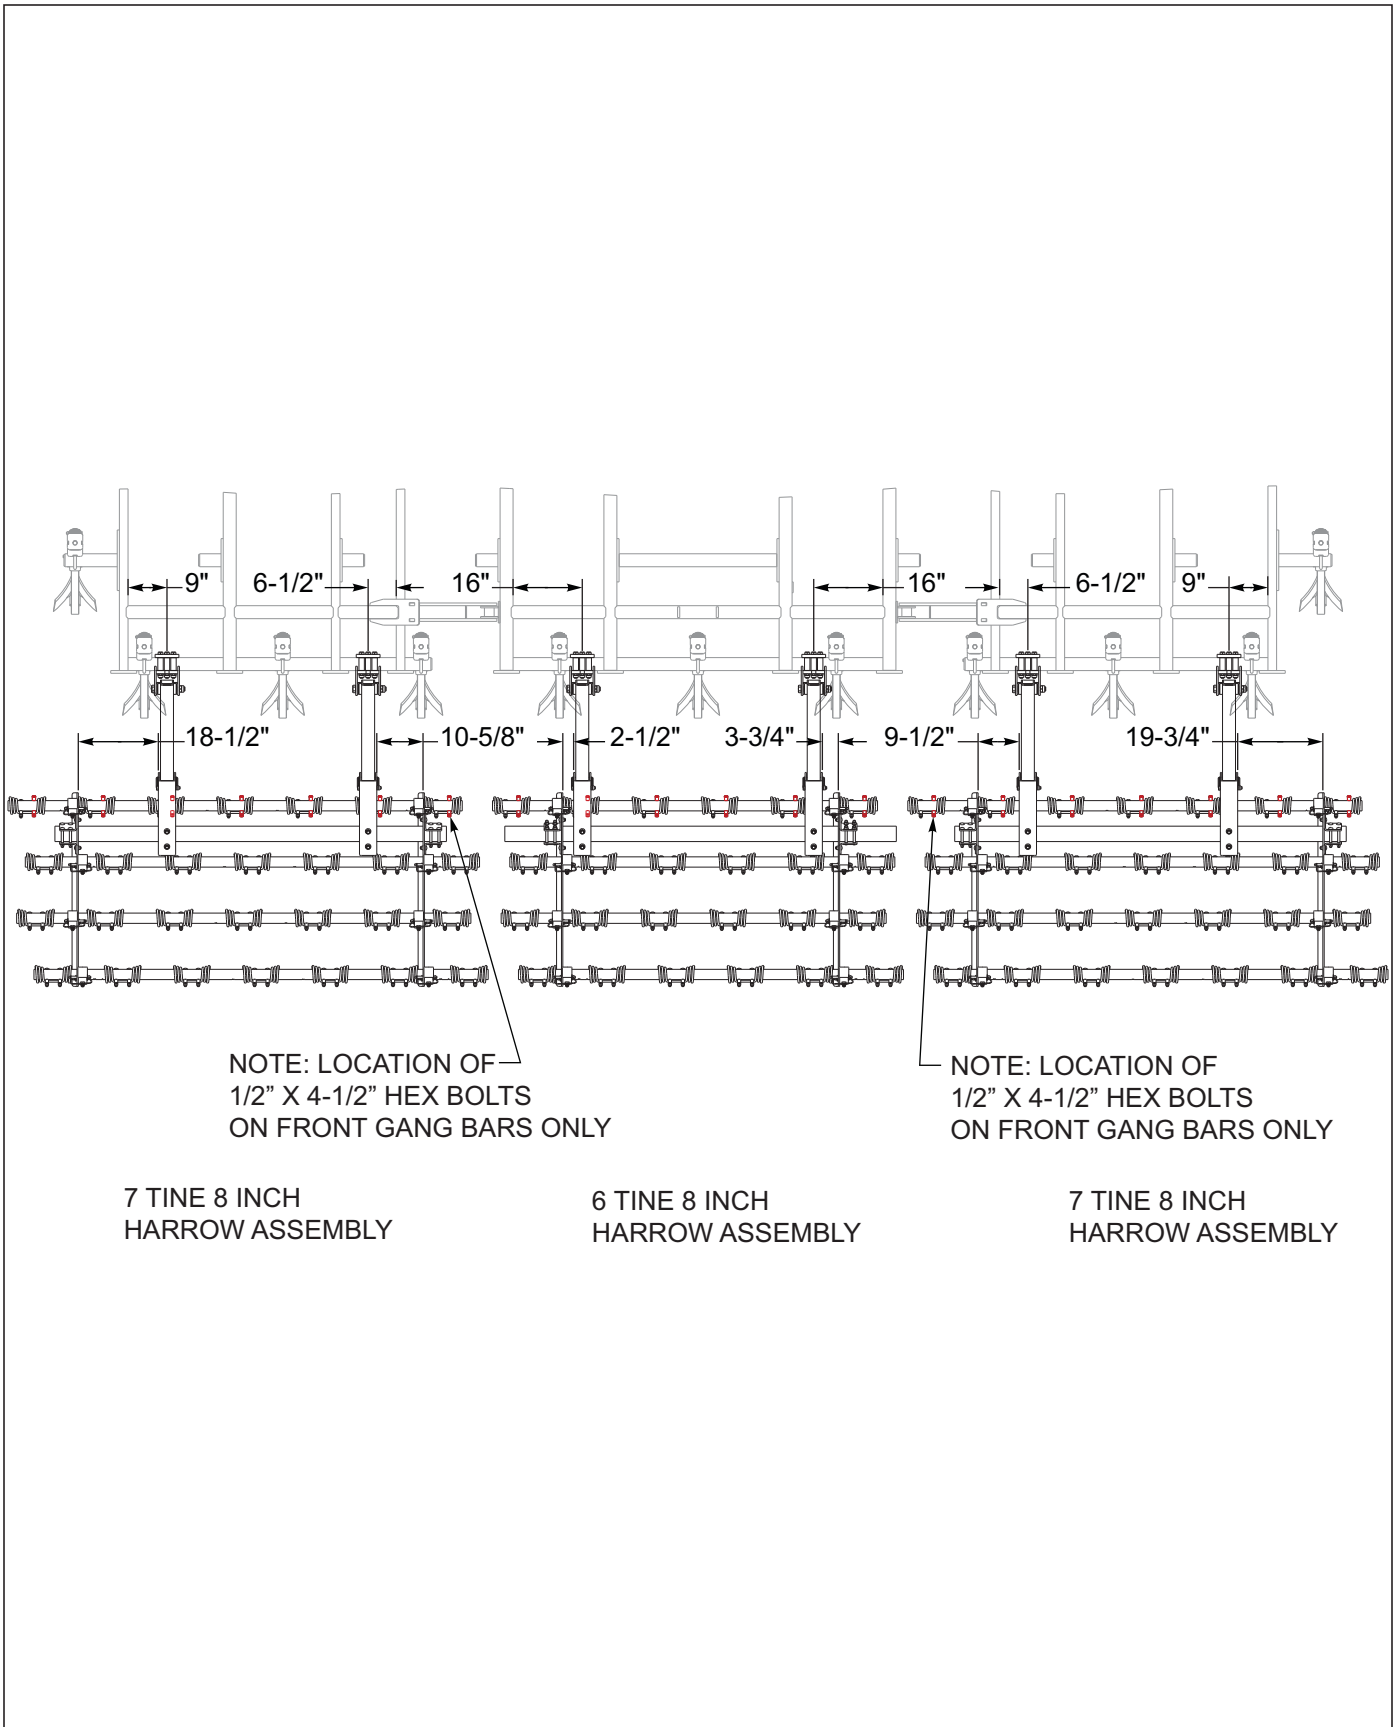 9" 6-1/2" 16" 16" 6-1/2" 9"
18-1/2" 10-5/8" 2-1/2" 3-3/4" 9-1/2" 19-3/4"
NOTE: LOCATION OF
1/2” X 4-1/2” HEX BOLTS
ON FRONT GANG BARS ONLY
NOTE: LOCATION OF
1/2” X 4-1/2” HEX BOLTS
ON FRONT GANG BARS ONLY
7 TINE 8 INCH
HARROW ASSEMBLY
6 TINE 8 INCH
HARROW ASSEMBLY
7 TINE 8 INCH
HARROW ASSEMBLY